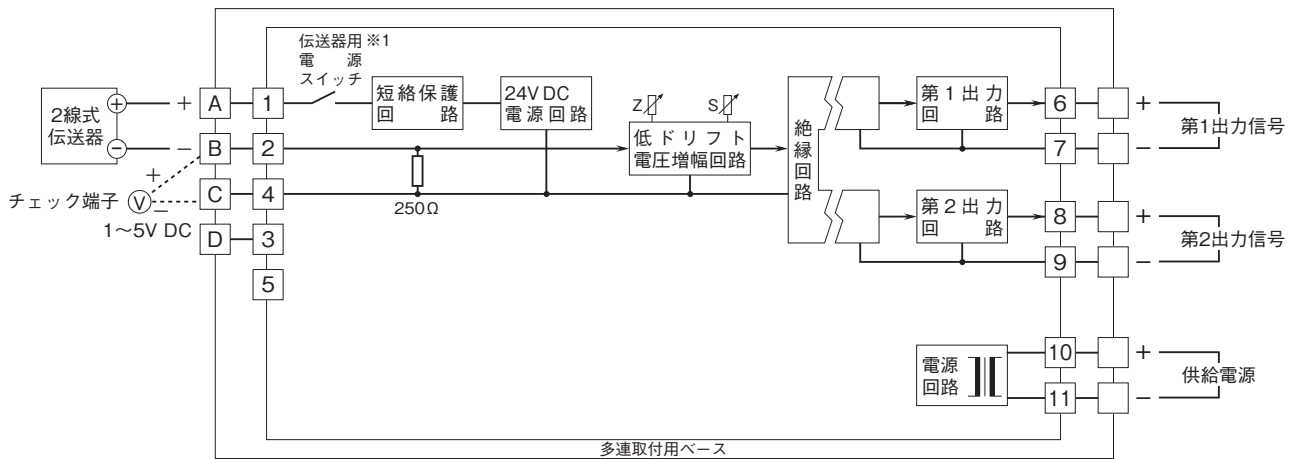 伝送器用※1
電源
スイッチ
短絡保護
回路
24V DC
電源回路
Z
S
低ドリフト
電圧増幅回路
絶縁回路
第1出力
回路
第2出力
回路
2線式
伝送器
+
−
+
−
A
B
C
D
1
2
4
3
5
+
−
チェック端子
V
1〜5V DC
250Ω
6
7
8
9
10
11
+
−
第1出力信号
+
−
第2出力信号
電源
回路
+
−
供給電源
多連取付用ベース